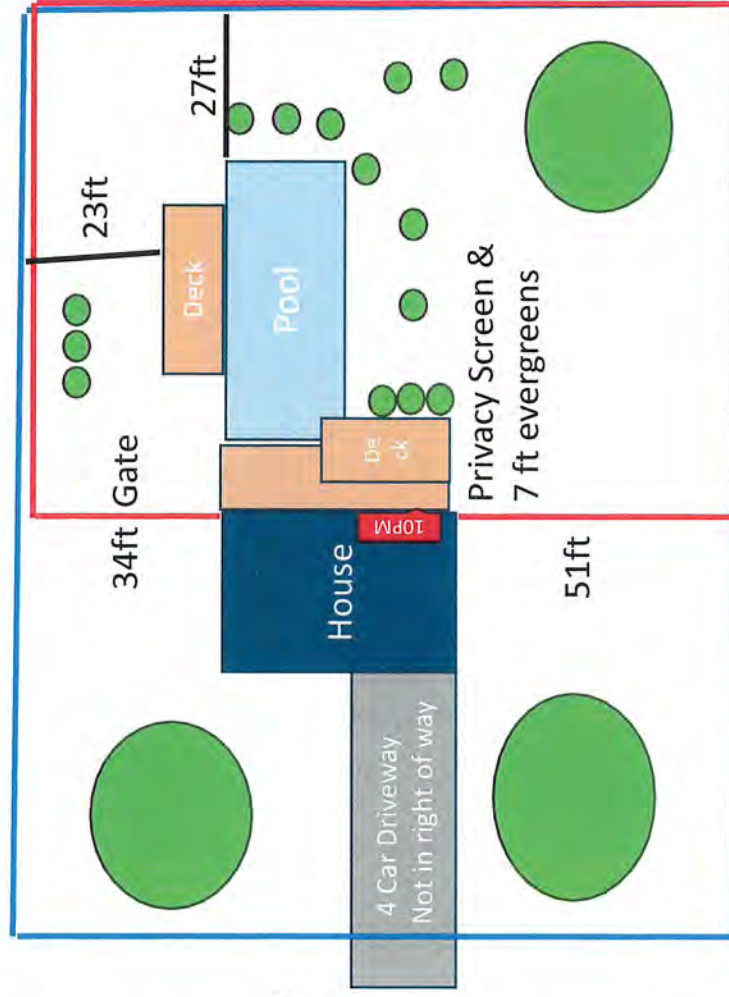 27ft
23ft
Deck
Pool
34ft
Gate
De
ck
Privacy Screen &
7 ft evergreens
10PM
House
51ft
4 Car Driveway
Not in right of way